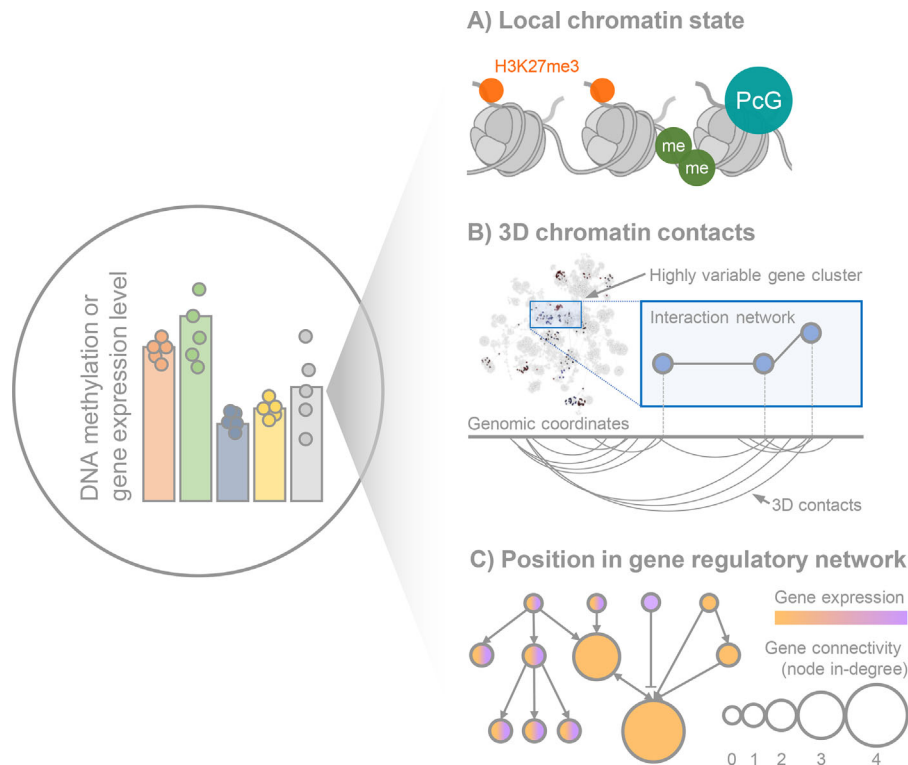 DNA methylation or
gene expression level
A) Local chromatin state
H3K27me3
PcG
me
me
B) 3D chromatin contacts
Highly variable gene cluster
Interaction network
Genomic coordinates
3D contacts
C) Position in gene regulatory network
Gene expression
Gene connectivity
(node in-degree)
0 1 2 3 4